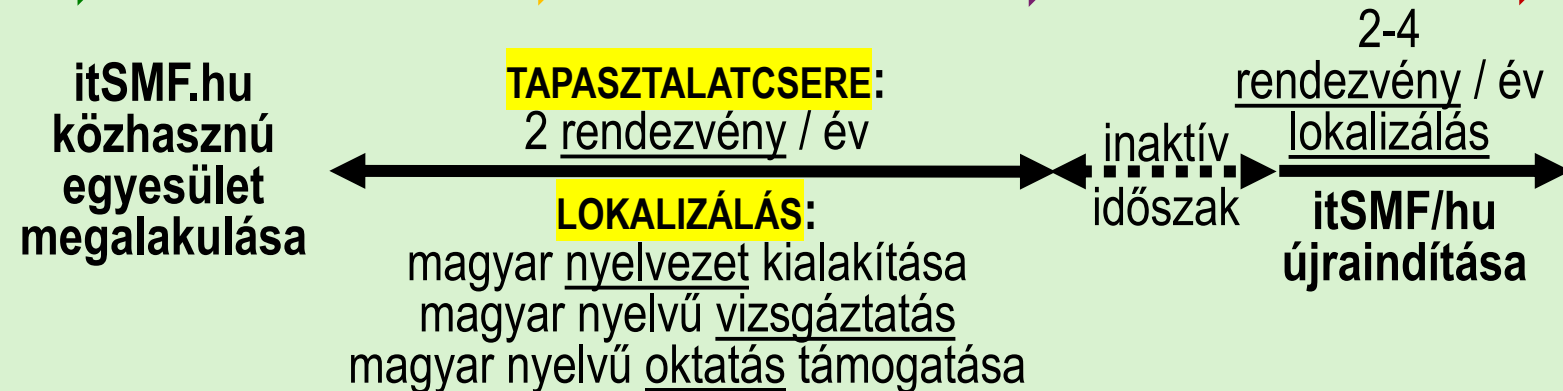 itSMF.hu
közhasznú
egyesület
megalakulása
TAPASZTALATCSERE:
2 rendezvény / év
LOKALIZÁLÁS:
magyar nyelvezet kialakítása
magyar nyelvű vizsgáztatás
magyar nyelvű oktatás támogatása
inaktív
időszak
2-4
rendezvény / év
lokalizálás
itSMF/hu
újraindítása